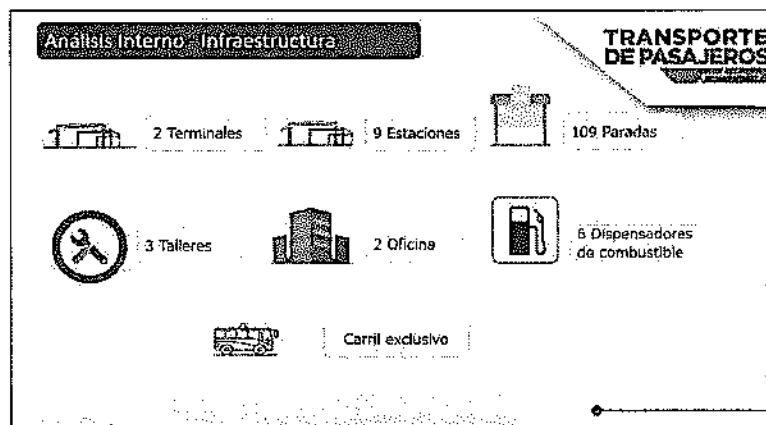 Análisis Interno - Infraestructura
TRANSPORTE
DE PASAJEROS
2 Terminales
9 Estaciones
109 Paradas
3 Talleres
2 Oficina
6 Dispensadores
de combustible
Carril exclusivo